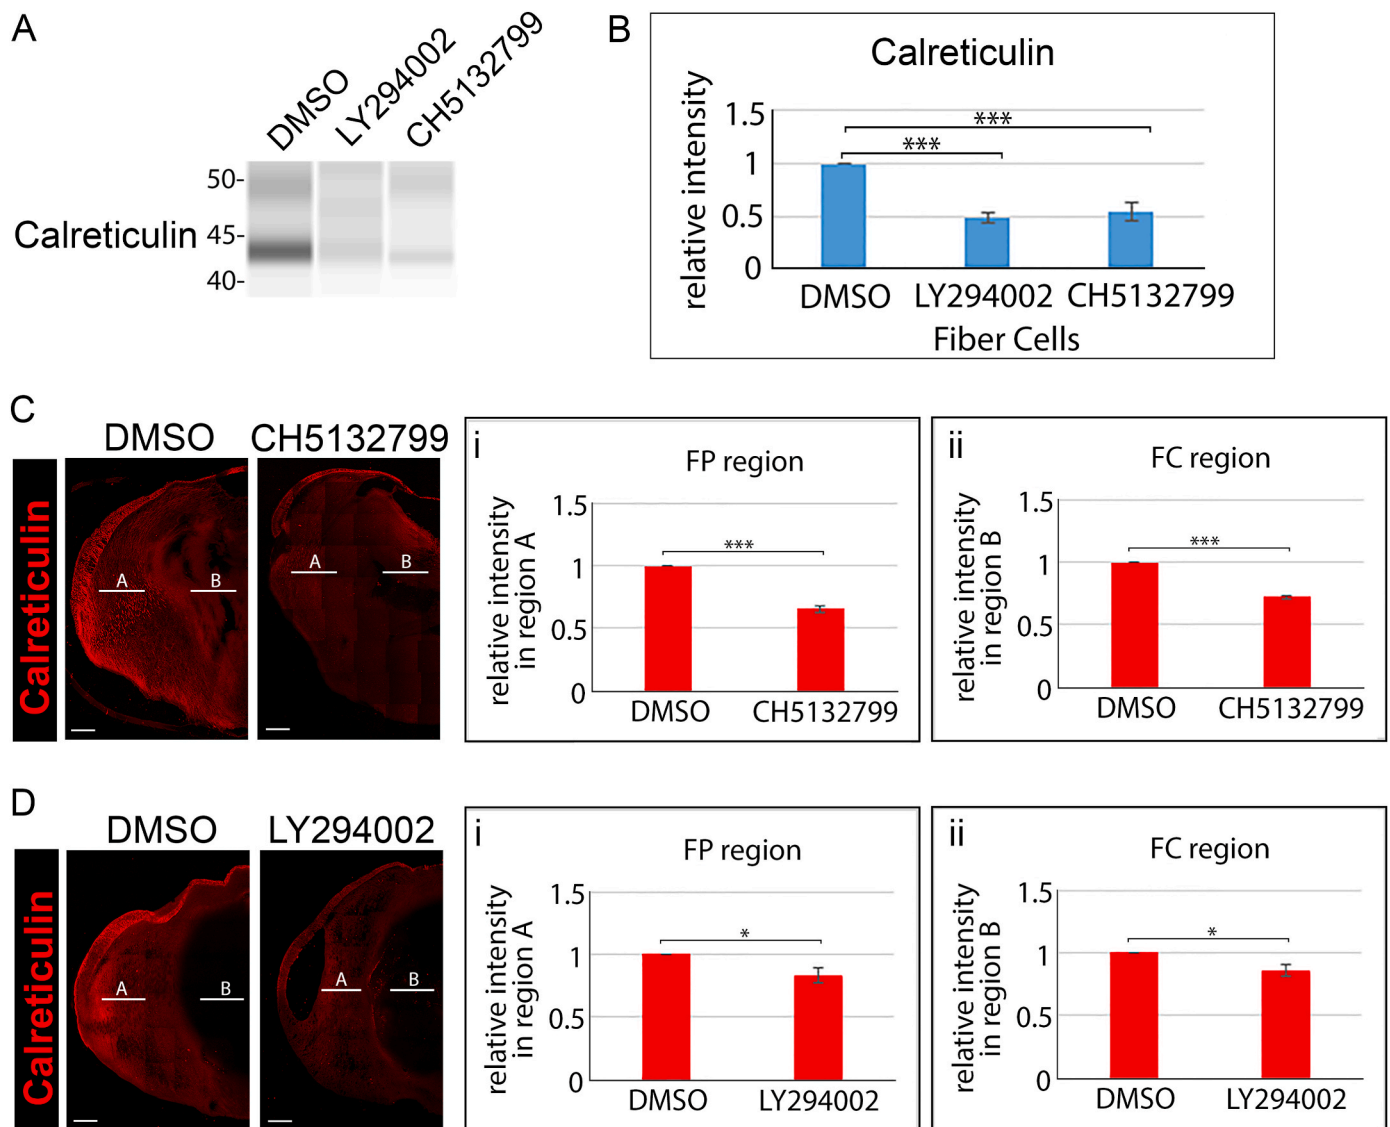 A
DMSO
LY294002
CH5132799
50-
Calreticulin
45-
40-
B
Calreticulin
relative intensity
1.5
1
0.5
0
***
***
DMSO
LY294002
CH5132799
Fiber Cells
C
Calreticulin
DMSO
CH5132799
A
B
A
B
i
FP region
relative intensity
in region A
1.5
1
0.5
0
***
DMSO
CH5132799
ii
FC region
relative intensity
in region B
1.5
1
0.5
0
***
DMSO
CH5132799
D
Calreticulin
DMSO
LY294002
A
B
A
B
i
FP region
relative intensity
in region A
1.5
1
0.5
0
*
DMSO
LY294002
ii
FC region
relative intensity
in region B
1.5
1
0.5
0
*
DMSO
LY294002